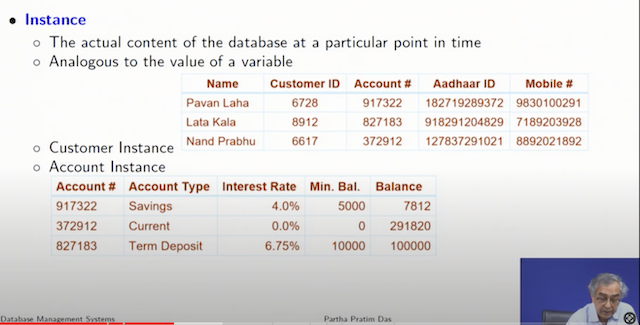 • Instance
◦ The actual content of the database at a particular point in time
◦ Analogous to the value of a variable
Name Customer ID Account # Aadhaar ID Mobile #
Pavan Laha 6728 917322 182719289372 9830100291
Lata Kala 8912 827183 918291204829 7189203928
Nand Prabhu 6617 372912 127837291021 8892021892
◦ Customer Instance
◦ Account Instance
Account # Account Type Interest Rate Min. Bal. Balance
917322 Savings 4.0% 5000 7812
372912 Current 0.0% 0 291820
827183 Term Deposit 6.75% 10000 100000
Database Management Systems Partha Pratim Das